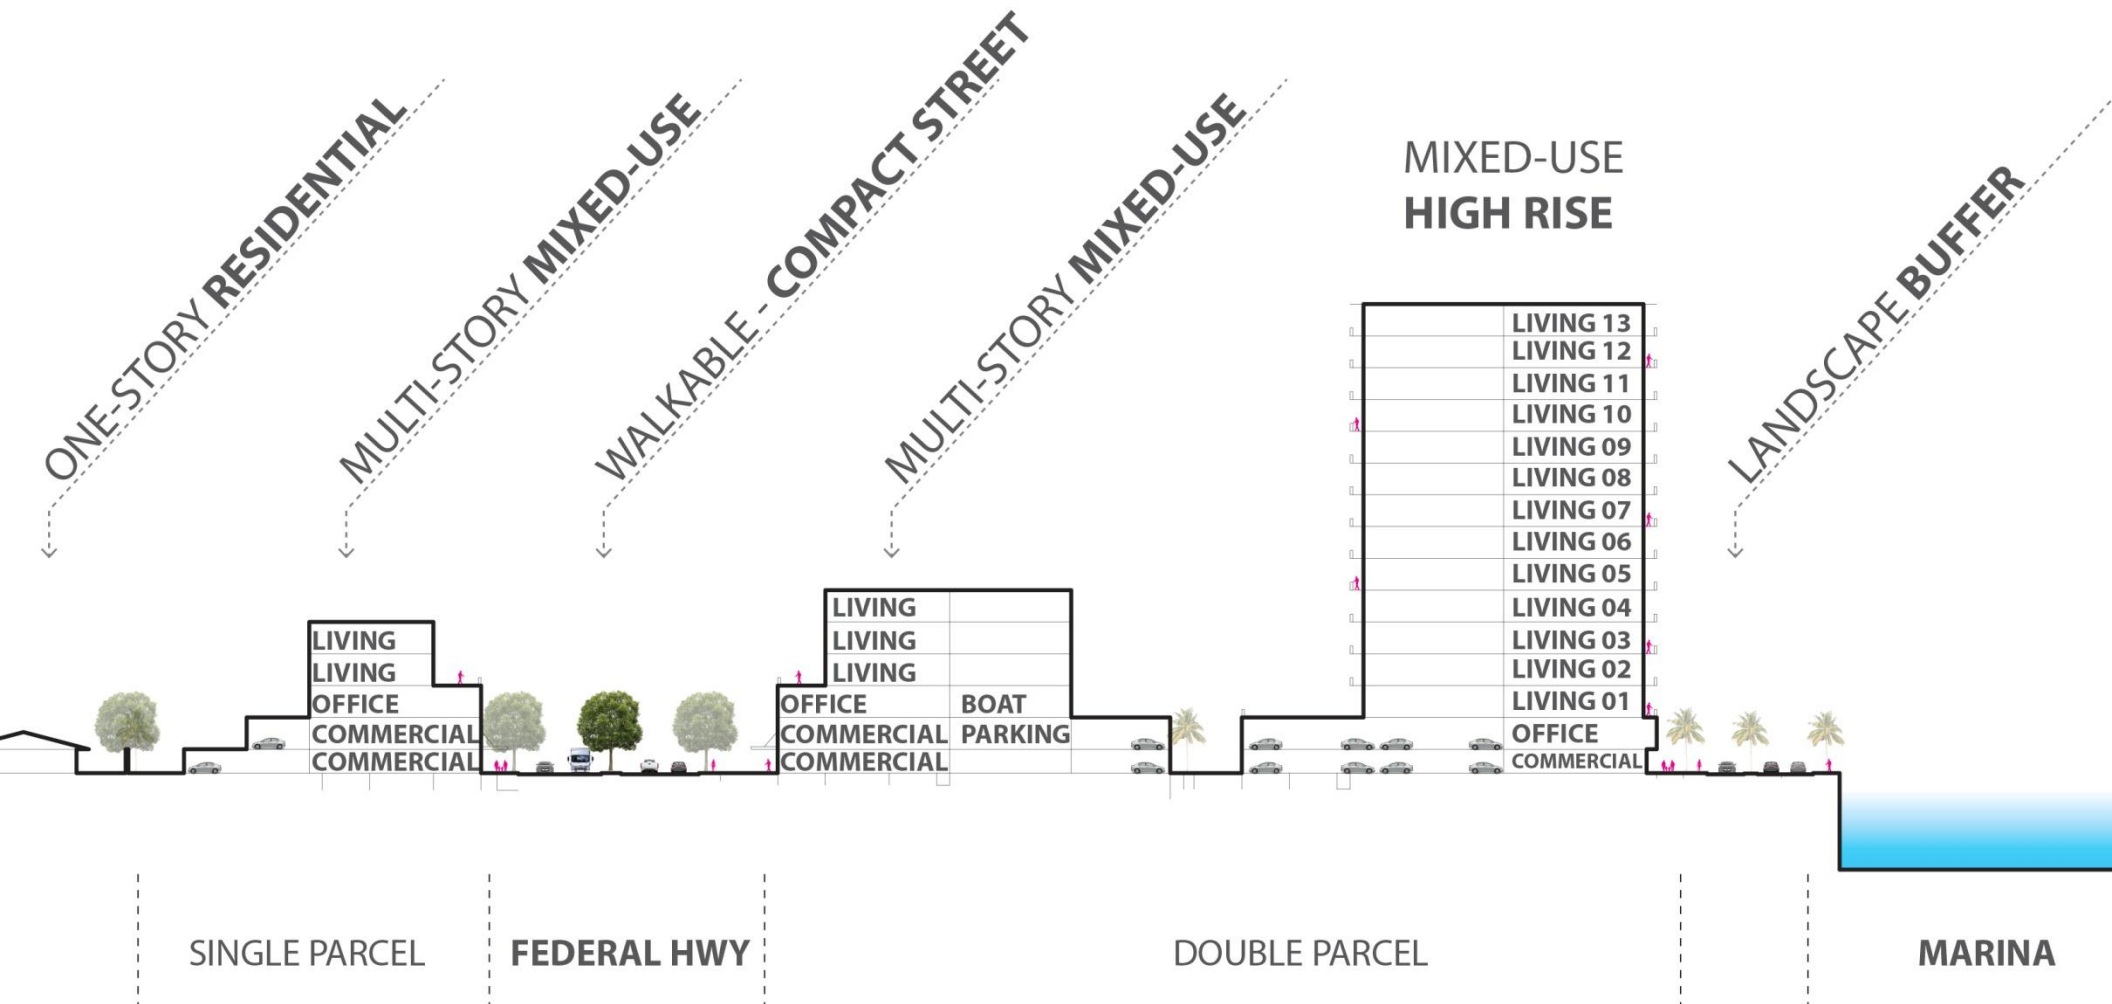 ONE-STORY RESIDENTIAL
MULTI-STORY MIXED-USE
WALKABLE - COMPACT STREET
MULTI-STORY MIXED-USE
MIXED-USE
HIGH RISE
LANDSCAPE BUFFER
LIVING
LIVING
OFFICE
COMMERCIAL
COMMERCIAL
LIVING
LIVING
LIVING
OFFICE
COMMERCIAL
COMMERCIAL
BOAT
PARKING
LIVING 13
LIVING 12
LIVING 11
LIVING 10
LIVING 09
LIVING 08
LIVING 07
LIVING 06
LIVING 05
LIVING 04
LIVING 03
LIVING 02
LIVING 01
OFFICE
COMMERCIAL
SINGLE PARCEL
FEDERAL HWY
DOUBLE PARCEL
MARINA